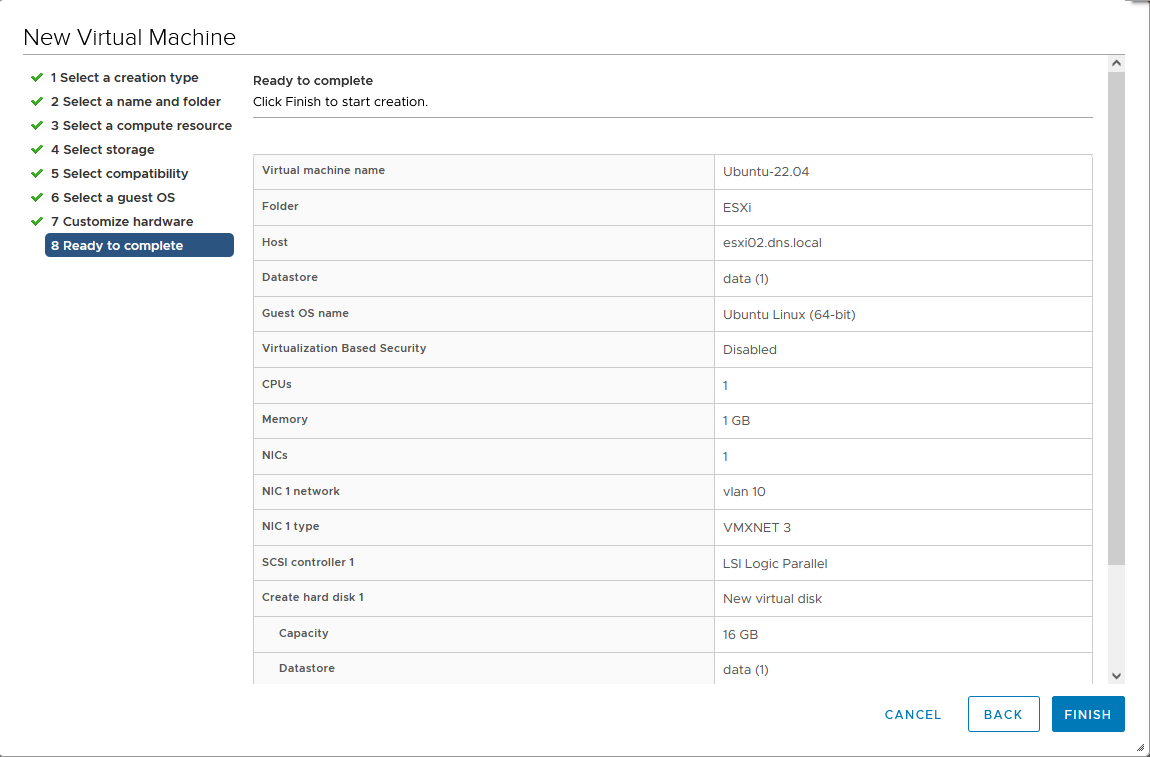 New Virtual Machine
1 Select a creation type
2 Select a name and folder
3 Select a compute resource
4 Select storage
5 Select compatibility
6 Select a guest OS
7 Customize hardware
8 Ready to complete
Ready to complete
Click Finish to start creation.
Virtual machine name Ubuntu-22.04
Folder ESXi
Host esxi02.dns.local
Datastore data (1)
Guest OS name Ubuntu Linux (64-bit)
Virtualization Based Security Disabled
CPUs 1
Memory 1 GB
NICs 1
NIC 1 network vlan 10
NIC 1 type VMXNET 3
SCSI controller 1 LSI Logic Parallel
Create hard disk 1 New virtual disk
Capacity 16 GB
Datastore data (1)
CANCEL BACK FINISH